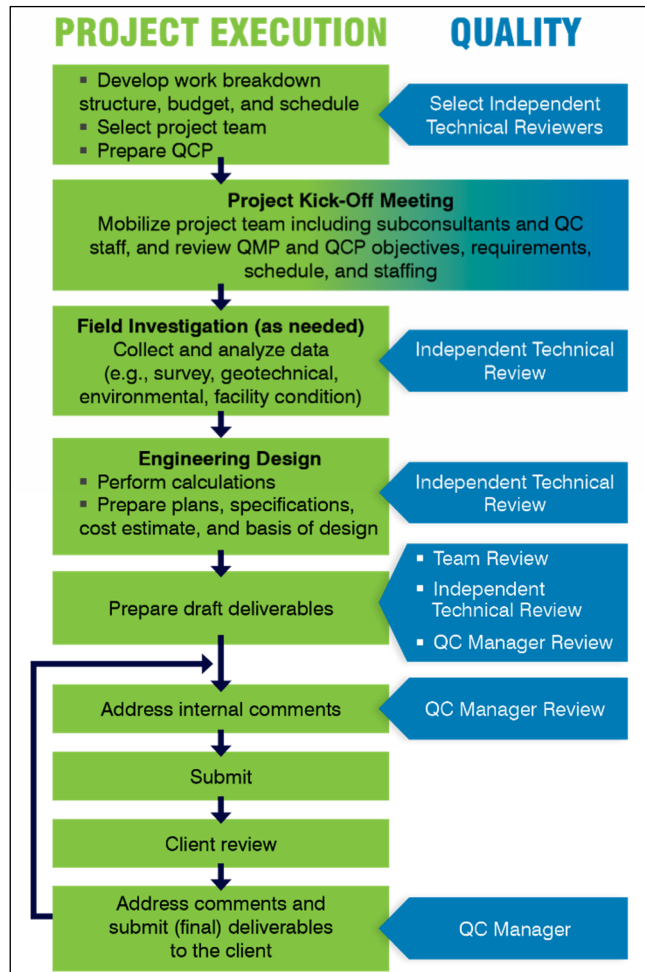 PROJECT EXECUTION
QUALITY
▪ Develop work breakdown
structure, budget, and schedule
▪ Select project team
▪ Prepare QCP
Select Independent
Technical Reviewers
Project Kick-Off Meeting
Mobilize project team including subconsultants and QC
staff, and review QMP and QCP objectives, requirements,
schedule, and staffing
Field Investigation (as needed)
Collect and analyze data
(e.g., survey, geotechnical,
environmental, facility condition)
Independent Technical
Review
Engineering Design
▪ Perform calculations
▪ Prepare plans, specifications,
cost estimate, and basis of design
Independent Technical
Review
Prepare draft deliverables
▪ Team Review
▪ Independent
Technical Review
▪ QC Manager Review
Address internal comments
QC Manager Review
Submit
Client review
Address comments and
submit (final) deliverables
to the client
QC Manager